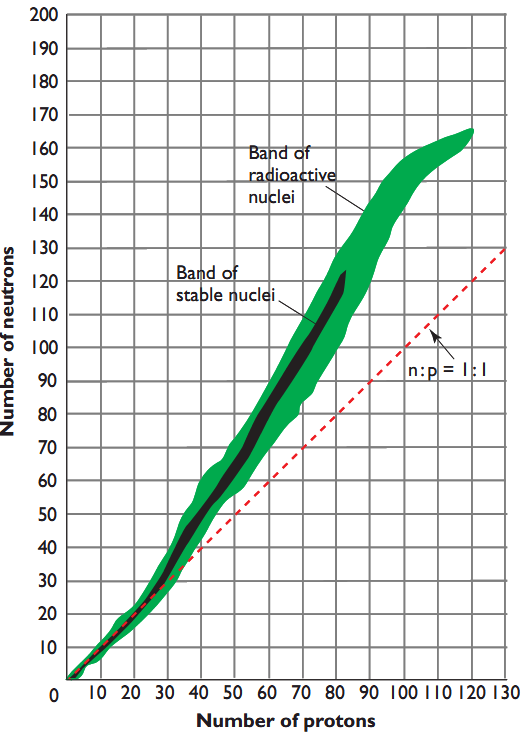 200
190
180
170
160
150
140
130
120
110
100
90
80
70
60
50
40
30
20
10
0
Number of neutrons
Band of
radioactive
nuclei
Band of
stable nuclei
n:p = 1:1
10 20 30 40 50 60 70 80 90 100 110 120 130
Number of protons